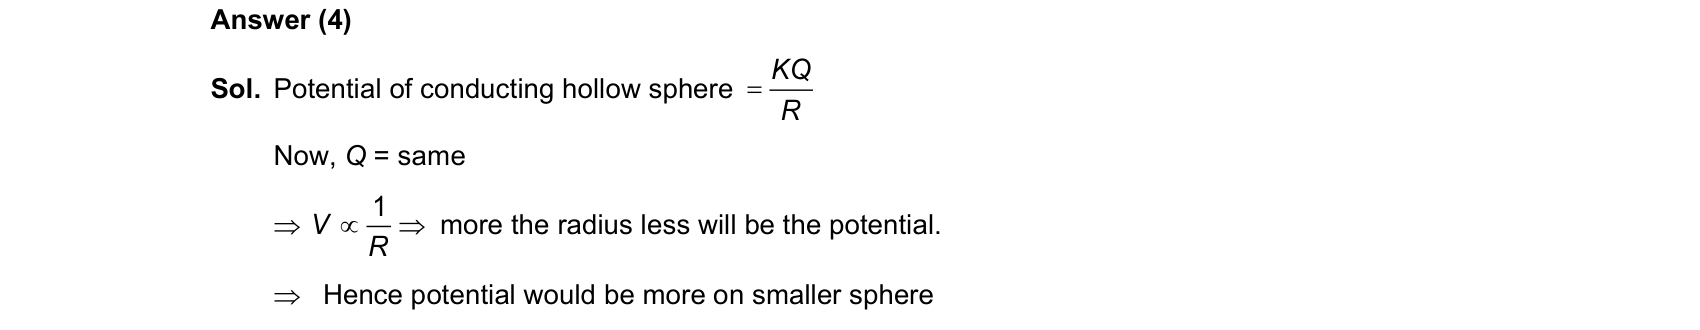 Answer (4)
Sol. Potential of conducting hollow sphere = KQ/R
Now, Q = same
⇒ V ∝ 1/R ⇒ more the radius less will be the potential.
⇒ Hence potential would be more on smaller sphere